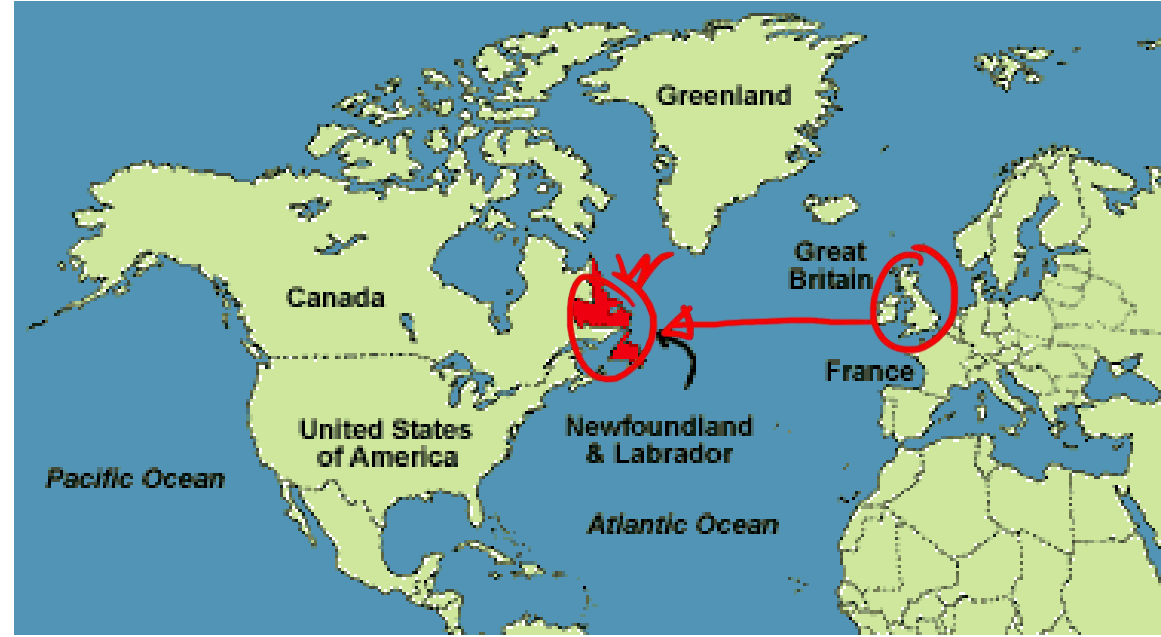 Greenland
Great
Britain
Canada
France
United States
of America
Newfoundland
& Labrador
Pacific Ocean
Atlantic Ocean